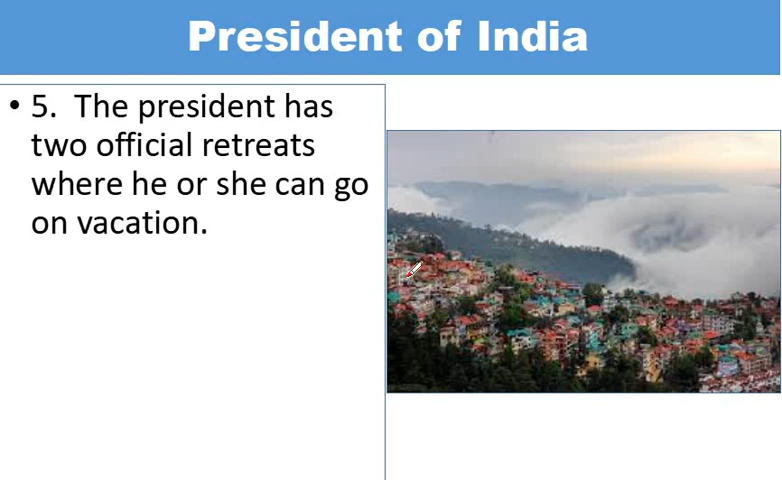 President of India
• 5. The president has
two official retreats
where he or she can go
on vacation.